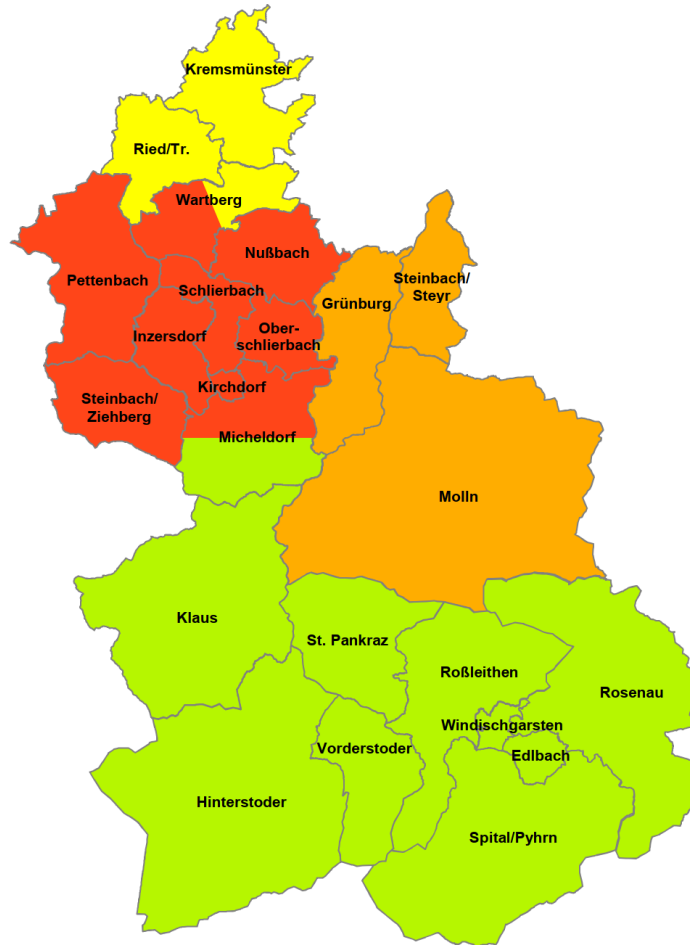 Kremsmünster
Ried/Tr.
Wartberg
Nußbach
Pettenbach
Schlierbach
Steinbach/
Steyr
Grünburg
Inzersdorf
Ober-
schlierbach
Kirchdorf
Steinbach/
Ziehberg
Micheldorf
Molln
Klaus
St. Pankraz
Roßleithen
Rosenau
Windischgarsten
Vorderstoder
Edlbach
Hinterstoder
Spital/Pyhrn